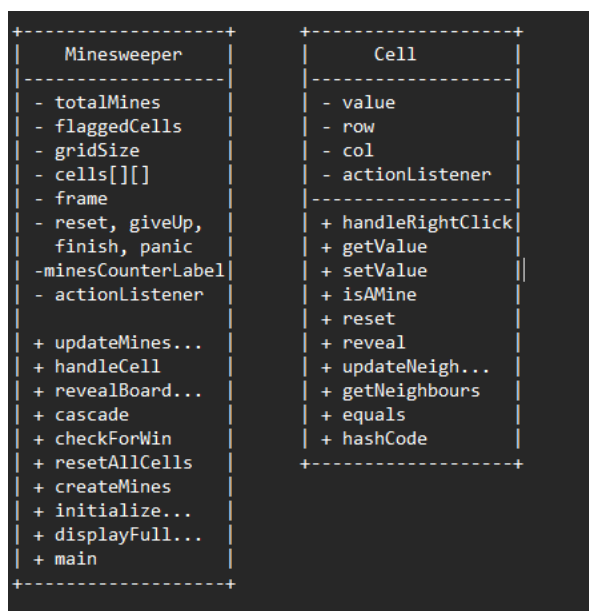 +-------------------+      +-------------------+
|    Minesweeper    |      |       Cell        |
|-------------------|      |-------------------|
| - totalMines      |      | - value           |
| - flaggedCells    |      | - row             |
| - gridSize        |      | - col             |
| - cells[][]       |      | - actionListener  |
| - frame           |      |-------------------|
| - reset, giveUp,  |      | + handleRightClick|
|   finish, panic   |      | + getValue        |
| -minesCounterLabel|      | + setValue        ||
| - actionListener  |      | + isAMine         |
|                   |      | + reset           |
| + updateMines...  |      | + reveal          |
| + handleCell      |      | + updateNeigh...  |
| + revealBoard...  |      | + getNeighbours   |
| + cascade         |      | + equals          |
| + checkForWin     |      | + hashCode        |
| + resetAllCells   |      +-------------------+
| + createMines     |
| + initialize...   |
| + displayFull...  |
| + main            |
+-------------------+